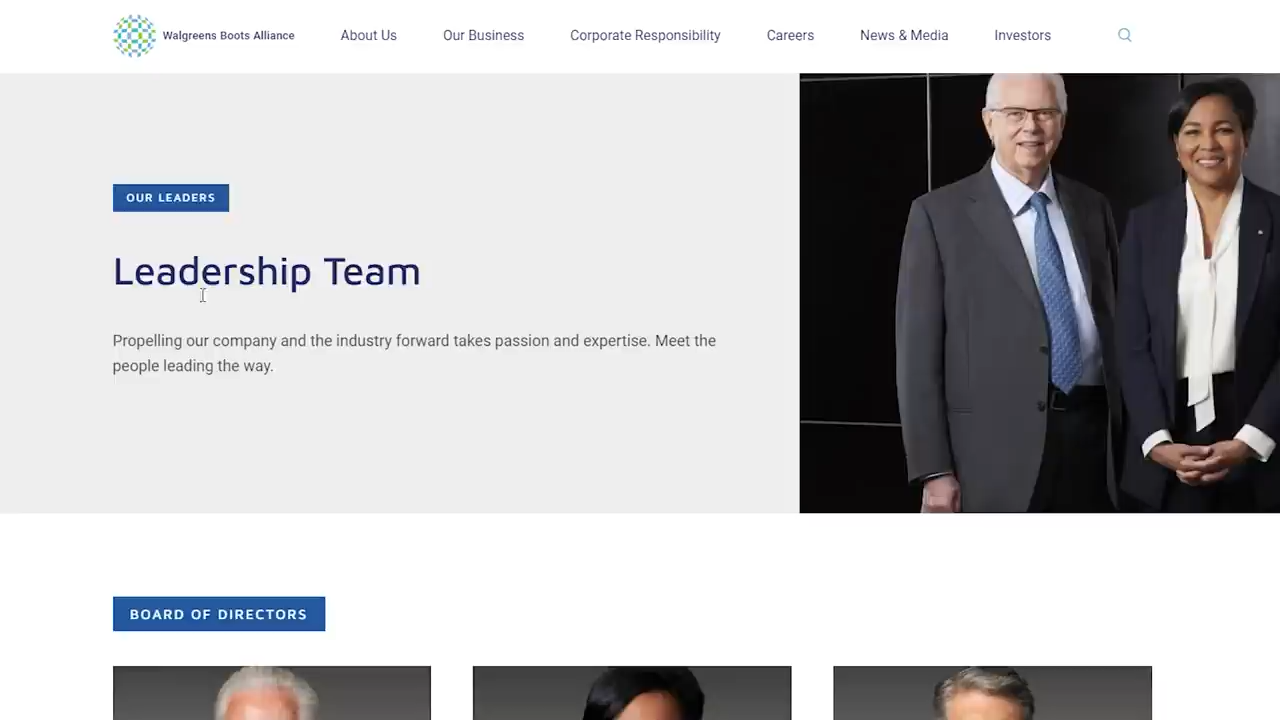 Walgreens Boots Alliance
About Us
Our Business
Corporate Responsibility
Careers
News & Media
Investors
OUR LEADERS
Leadership Team
Propelling our company and the industry forward takes passion and expertise. Meet the
people leading the way.
BOARD OF DIRECTORS